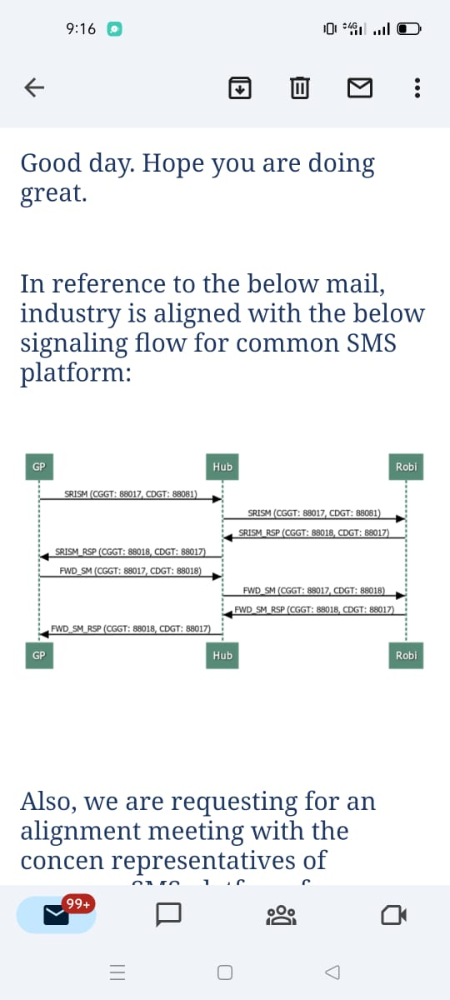 9:16
4G
Good day. Hope you are doing
great.
In reference to the below mail,
industry is aligned with the below
signaling flow for common SMS
platform:
GP Hub Robi
SRISM (CGGT: 88017, CDGT: 88081)
SRISM (CGGT: 88017, CDGT: 88081)
SRISM_RSP (CGGT: 88018, CDGT: 88017)
SRISM_RSP (CGGT: 88018, CDGT: 88017)
FWD_SM (CGGT: 88017, CDGT: 88018)
FWD_SM (CGGT: 88017, CDGT: 88018)
FWD_SM_RSP (CGGT: 88018, CDGT: 88017)
FWD_SM_RSP (CGGT: 88018, CDGT: 88017)
GP Hub Robi
Also, we are requesting for an
alignment meeting with the
concen representatives of
99+